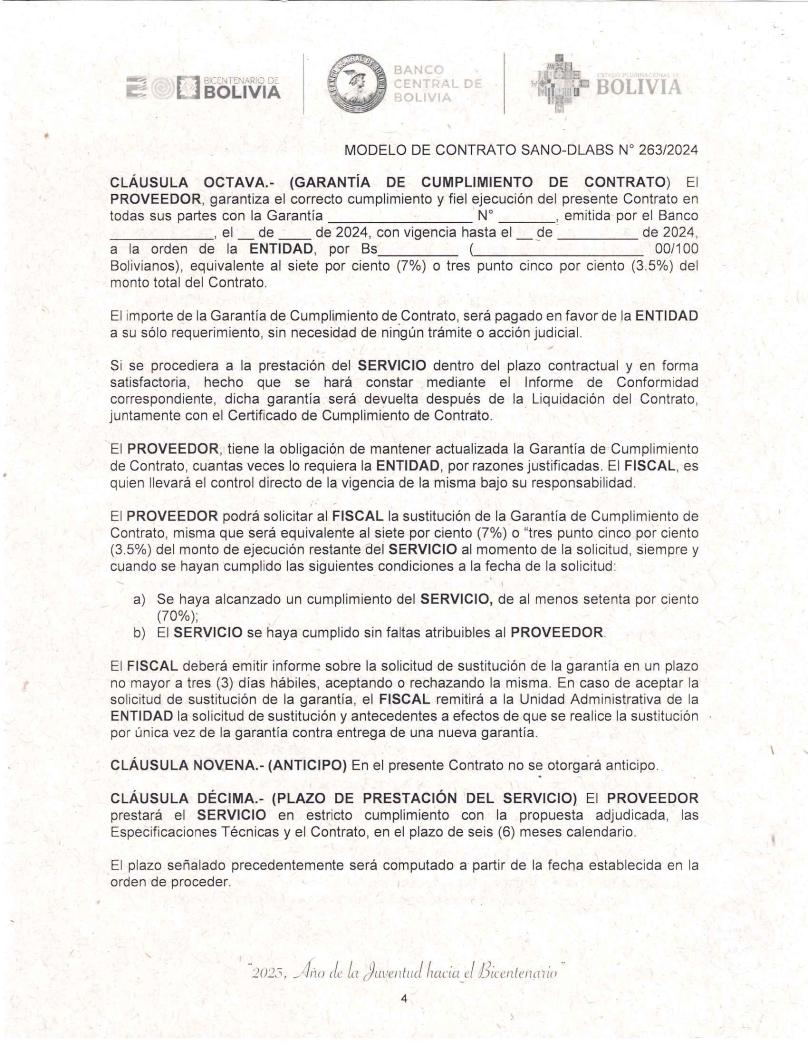 BICENTENARIO DE
BOLIVIA
BANCO
CENTRAL DE
BOLIVIA
ESTADO PLURINACIONAL DE
BOLIVIA
MODELO DE CONTRATO SANO-DLABS N° 263/2024
CLÁUSULA OCTAVA.- (GARANTÍA DE CUMPLIMIENTO DE CONTRATO) El
PROVEEDOR, garantiza el correcto cumplimiento y fiel ejecución del presente Contrato en
todas sus partes con la Garantía ____________________ N° ________, emitida por el Banco
_______________, el __ de _____ de 2024, con vigencia hasta el __ de ___________ de 2024,
a la orden de la ENTIDAD, por Bs___________ (________________________ 00/100
Bolivianos), equivalente al siete por ciento (7%) o tres punto cinco por ciento (3.5%) del
monto total del Contrato.
El importe de la Garantía de Cumplimiento de Contrato, será pagado en favor de la ENTIDAD
a su sólo requerimiento, sin necesidad de ningún trámite o acción judicial.
Si se procediera a la prestación del SERVICIO dentro del plazo contractual y en forma
satisfactoria, hecho que se hará constar mediante el Informe de Conformidad
correspondiente, dicha garantía será devuelta después de la Liquidación del Contrato,
juntamente con el Certificado de Cumplimiento de Contrato.
El PROVEEDOR, tiene la obligación de mantener actualizada la Garantía de Cumplimiento
de Contrato, cuantas veces lo requiera la ENTIDAD, por razones justificadas. El FISCAL, es
quien llevará el control directo de la vigencia de la misma bajo su responsabilidad.
El PROVEEDOR podrá solicitar al FISCAL la sustitución de la Garantía de Cumplimiento de
Contrato, misma que será equivalente al siete por ciento (7%) o "tres punto cinco por ciento
(3.5%) del monto de ejecución restante del SERVICIO al momento de la solicitud, siempre y
cuando se hayan cumplido las siguientes condiciones a la fecha de la solicitud:
a) Se haya alcanzado un cumplimiento del SERVICIO, de al menos setenta por ciento
(70%);
b) El SERVICIO se haya cumplido sin faltas atribuibles al PROVEEDOR.
El FISCAL deberá emitir informe sobre la solicitud de sustitución de la garantía en un plazo
no mayor a tres (3) días hábiles, aceptando o rechazando la misma. En caso de aceptar la
solicitud de sustitución de la garantía, el FISCAL remitirá a la Unidad Administrativa de la
ENTIDAD la solicitud de sustitución y antecedentes a efectos de que se realice la sustitución
por única vez de la garantía contra entrega de una nueva garantía.
CLÁUSULA NOVENA.- (ANTICIPO) En el presente Contrato no se otorgará anticipo.
CLÁUSULA DÉCIMA.- (PLAZO DE PRESTACIÓN DEL SERVICIO) El PROVEEDOR
prestará el SERVICIO en estricto cumplimiento con la propuesta adjudicada, las
Especificaciones Técnicas y el Contrato, en el plazo de seis (6) meses calendario.
El plazo señalado precedentemente será computado a partir de la fecha establecida en la
orden de proceder.
"2023, Año de la Juventud hacia el Bicentenario"
4